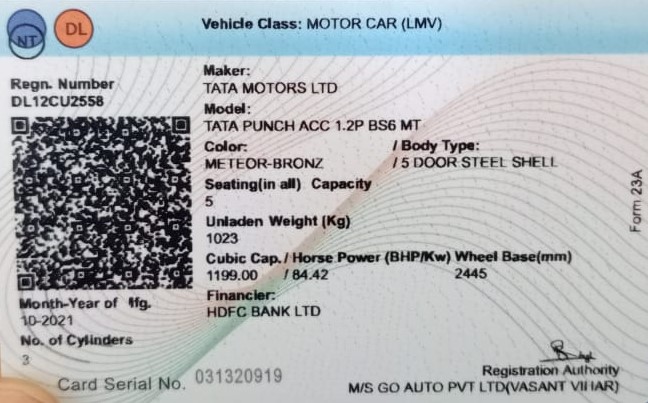 NT DL
Vehicle Class: MOTOR CAR (LMV)
Regn. Number
DL12CU2558
Month-Year of Mfg.
10-2021
No. of Cylinders
3
Card Serial No. 031320919
Maker:
TATA MOTORS LTD
Model:
TATA PUNCH ACC 1.2P BS6 MT
Color: / Body Type:
METEOR-BRONZ / 5 DOOR STEEL SHELL
Seating(in all) Capacity
5
Unladen Weight (Kg)
1023
Cubic Cap. / Horse Power (BHP/Kw) Wheel Base(mm)
1199.00 / 84.42 2445
Financier:
HDFC BANK LTD
Form 23A
Registration Authority
M/S GO AUTO PVT LTD(VASANT VIHAR)